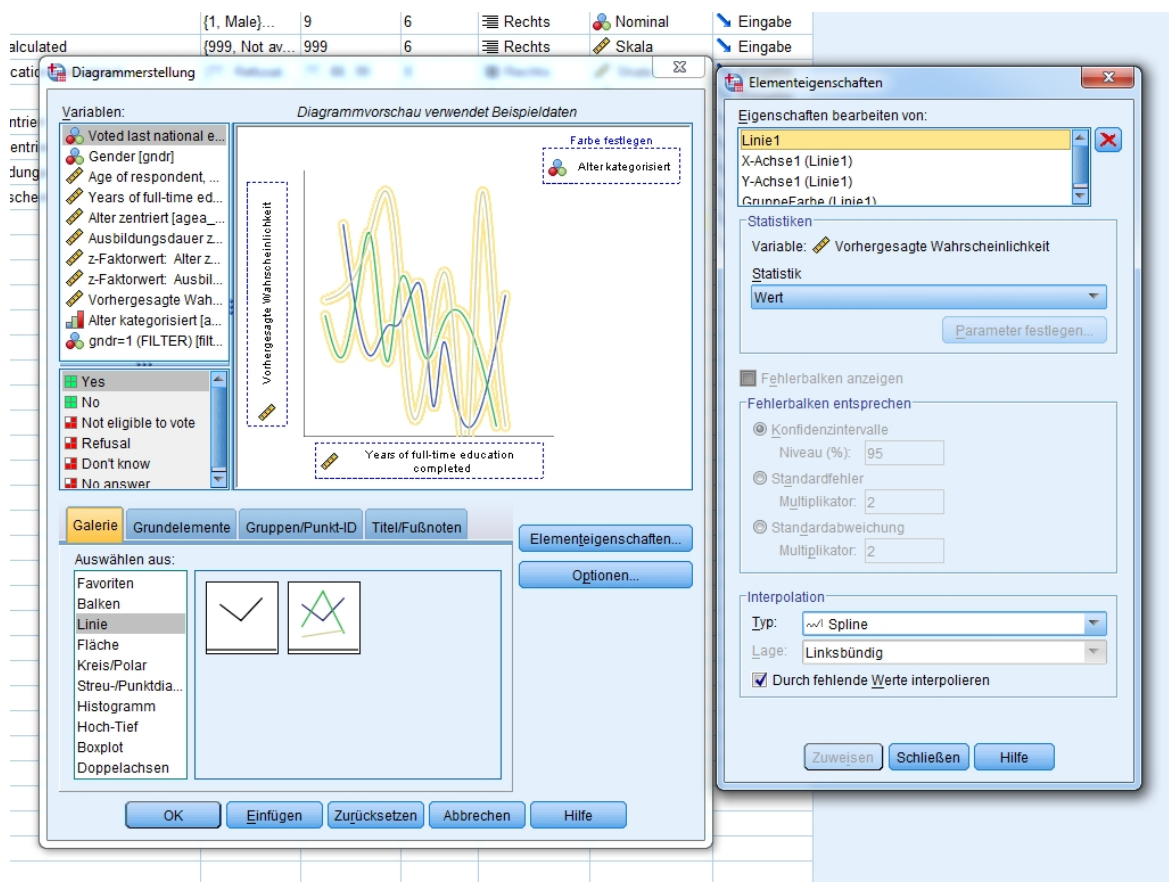 {1, Male}... 9 6 Rechts Nominal Eingabe
alculated {999, Not av... 999 6 Rechts Skala Eingabe
Diagrammerstellung
Variablen:
Diagrammvorschau verwendet Beispieldaten
Voted last national e...
Gender [gndr]
Age of respondent, ...
Years of full-time ed...
Alter zentriert [agea_...
Ausbildungsdauer z...
z-Faktorwert: Alter z...
z-Faktorwert: Ausbil...
Vorhergesagte Wah...
Alter kategorisiert [a...
gndr=1 (FILTER) [filt...
Yes
No
Not eligible to vote
Refusal
Don't know
No answer
Farbe festlegen
Alter kategorisiert
Vorhergesagte Wahrscheinlichkeit
Years of full-time education
completed
Galerie Grundelemente Gruppen/Punkt-ID Titel/Fußnoten
Auswählen aus:
Favoriten
Balken
Linie
Fläche
Kreis/Polar
Streu-/Punktdia...
Histogramm
Hoch-Tief
Boxplot
Doppelachsen
Elementeigenschaften...
Optionen...
OK Einfügen Zurücksetzen Abbrechen Hilfe
Elementeigenschaften
Eigenschaften bearbeiten von:
Linie1
X-Achse1 (Linie1)
Y-Achse1 (Linie1)
GruppeFarbe (Linie1)
Statistiken
Variable: Vorhergesagte Wahrscheinlichkeit
Statistik
Wert
Parameter festlegen...
Fehlerbalken anzeigen
Fehlerbalken entsprechen
Konfidenzintervalle
Niveau (%): 95
Standardfehler
Multiplikator: 2
Standardabweichung
Multiplikator: 2
Interpolation
Typ: Spline
Lage: Linksbündig
Durch fehlende Werte interpolieren
Zuweisen Schließen Hilfe